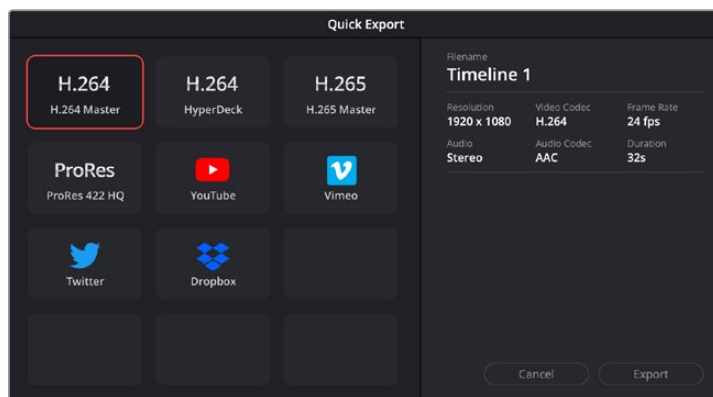 Quick Export
H.264
H.264 Master
H.264
HyperDeck
H.265
H.265 Master
ProRes
ProRes 422 HQ
YouTube
Vimeo
Twitter
Dropbox
Filename
Timeline 1
Resolution Video Codec Frame Rate
1920 x 1080 H.264 24 fps
Audio Audio Codec Duration
Stereo AAC 32s
Cancel Export